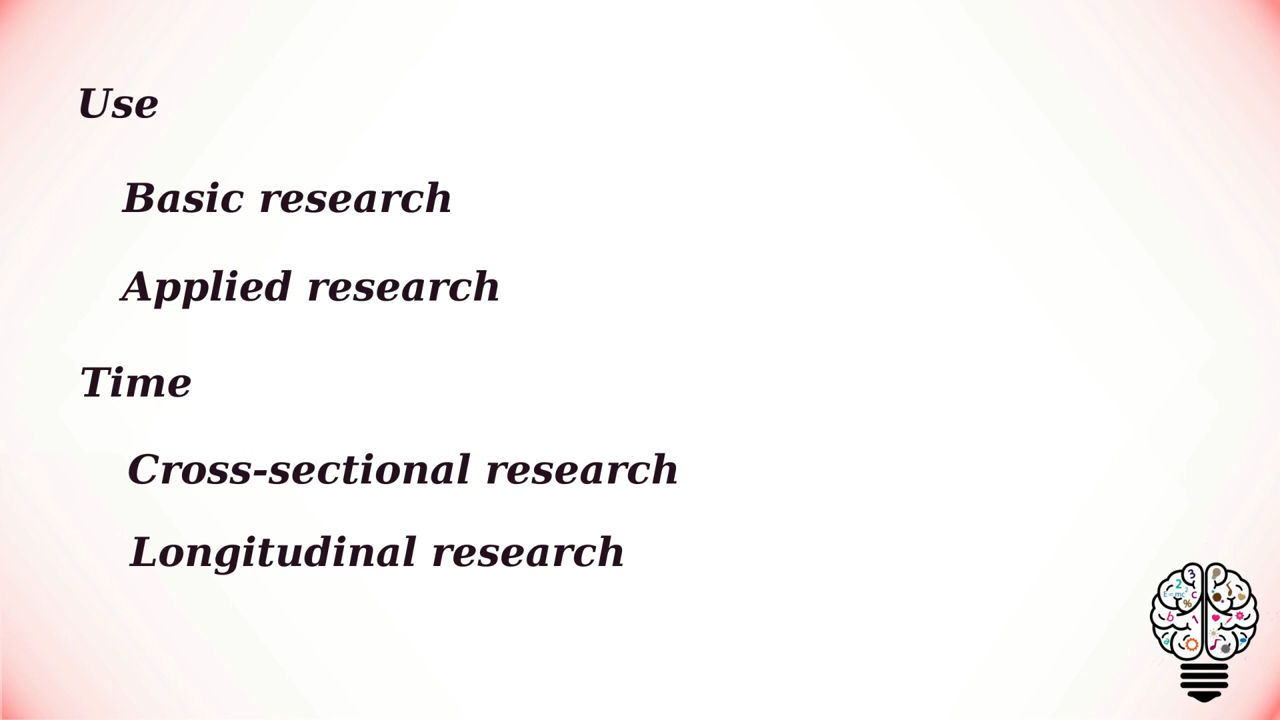 Use
Basic research
Applied research
Time
Cross-sectional research
Longitudinal research